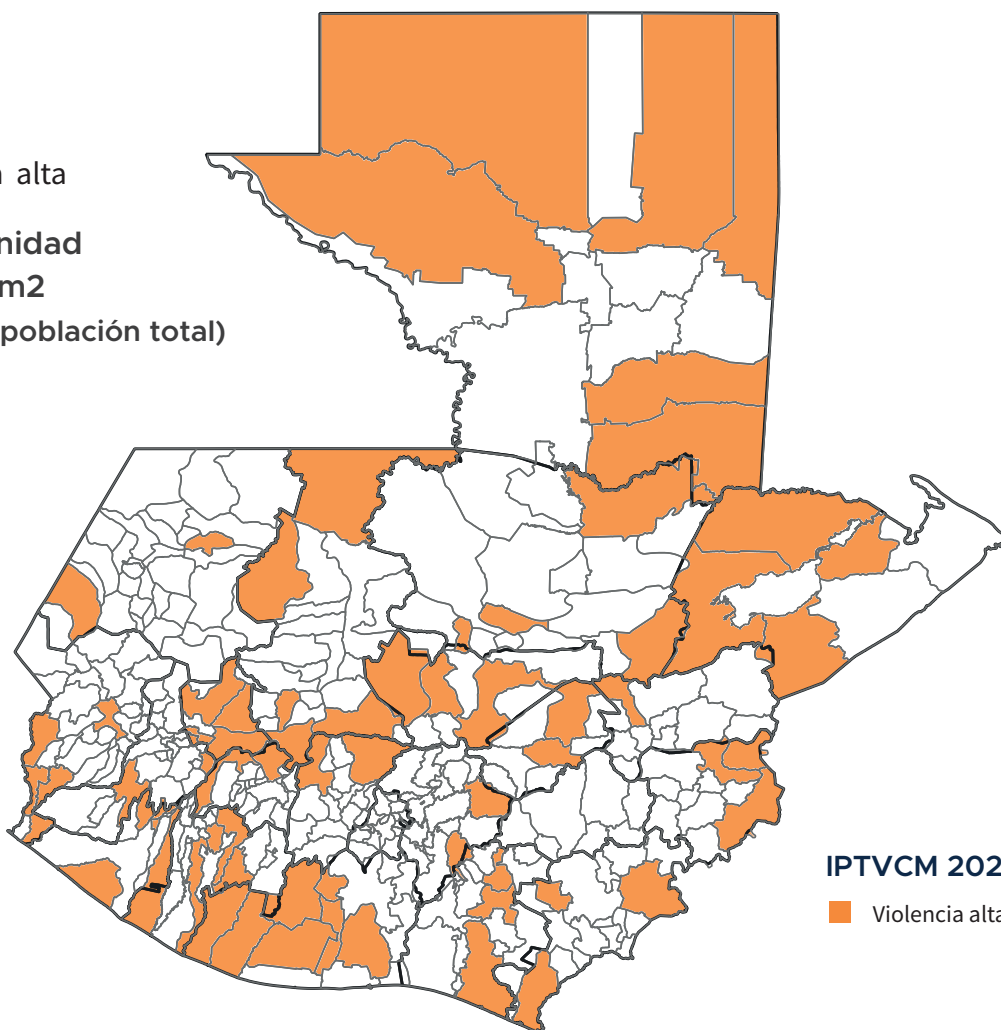 alta
nidad
m2
población total)
IPTVCM 202
Violencia alta